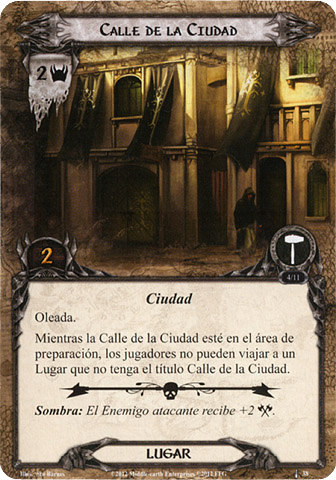 Calle de la Ciudad
2
2
4/11
Ciudad
Oleada.
Mientras la Calle de la Ciudad esté en el área de
preparación, los jugadores no pueden viajar a un
Lugar que no tenga el título Calle de la Ciudad.
Sombra: El Enemigo atacante recibe +2
LUGAR
©2012 Middle-earth Enterprises ©2012 FFG
38